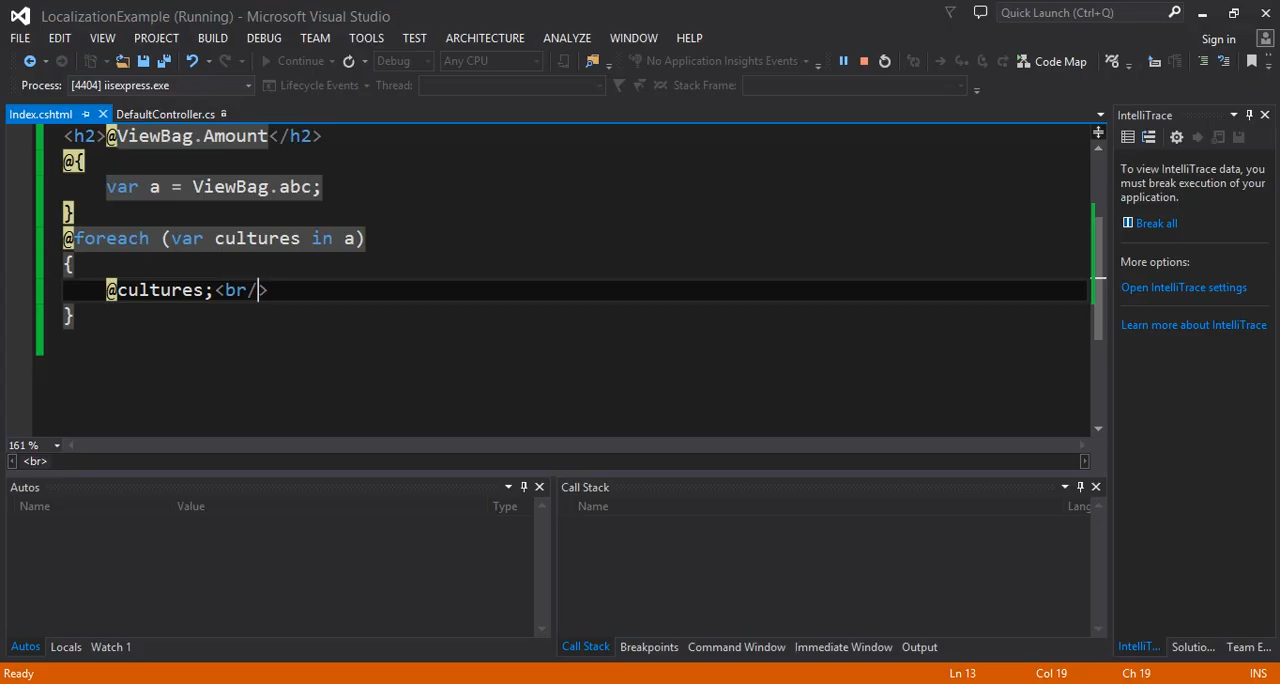 LocalizationExample (Running) - Microsoft Visual Studio
Quick Launch (Ctrl+Q)
FILE EDIT VIEW PROJECT BUILD DEBUG TEAM TOOLS TEST ARCHITECTURE ANALYZE WINDOW HELP
Sign in
Continue Debug Any CPU No Application Insights Events Code Map
Process: [4404] iisexpress.exe Lifecycle Events Thread: Stack Frame:
Index.cshtml DefaultController.cs
IntelliTrace
<h2>@ViewBag.Amount</h2>
@{
var a = ViewBag.abc;
}
@foreach (var cultures in a)
{
@cultures;<br/>
}
To view IntelliTrace data, you
must break execution of your
application.
Break all
More options:
Open IntelliTrace settings
Learn more about IntelliTrace
161 %
<br>
Autos
Name Value Type
Call Stack
Name Lang
Autos Locals Watch 1
Call Stack Breakpoints Command Window Immediate Window Output
IntelliT... Solutio... Team E...
Ready Ln 13 Col 19 Ch 19 INS